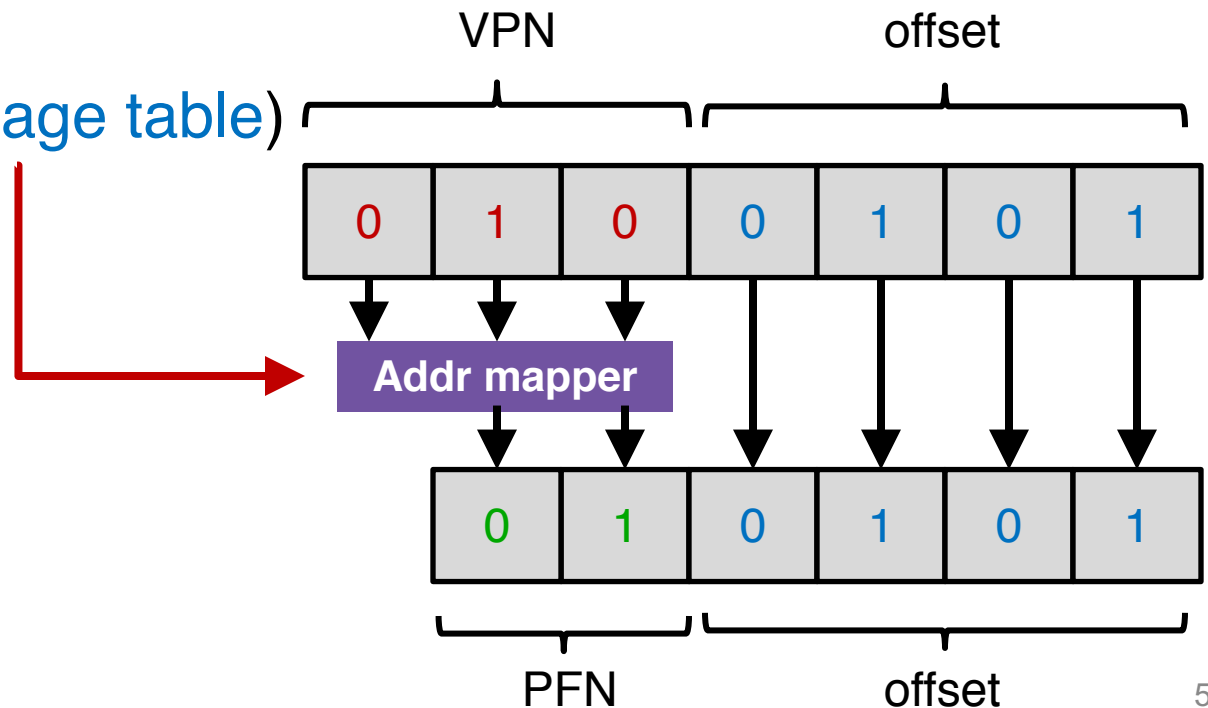 VPN offset
age table)
0 1 0 0 1 0 1
Addr mapper
0 1 0 1 0 1
PFN offset
5